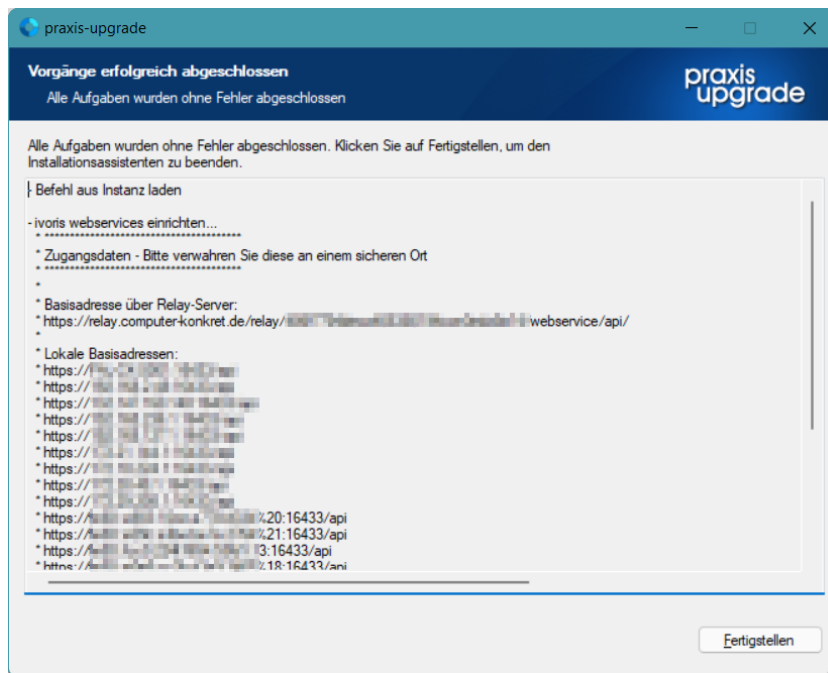 praxis-upgrade
Vorgänge erfolgreich abgeschlossen
Alle Aufgaben wurden ohne Fehler abgeschlossen
praxis
upgrade
Alle Aufgaben wurden ohne Fehler abgeschlossen. Klicken Sie auf Fertigstellen, um den
Installationsassistenten zu beenden.
} Befehl aus Instanz laden
- ivoris webservices einrichten...
* ***************************************
* Zugangsdaten - Bitte verwahren Sie diese an einem sicheren Ort
* ***************************************
*
* Basisadresse über Relay-Server:
* https://relay.computer-konkret.de/relay/ webservice/api/
*
* Lokale Basisadressen:
* https://
* https://
* https://
* https://
* https://
* https://
* https://
* https://
* https://
* https:// %20:16433/api
* https:// %21:16433/api
* https:// 3:16433/api
* https:// %18:16433/api
Fertigstellen